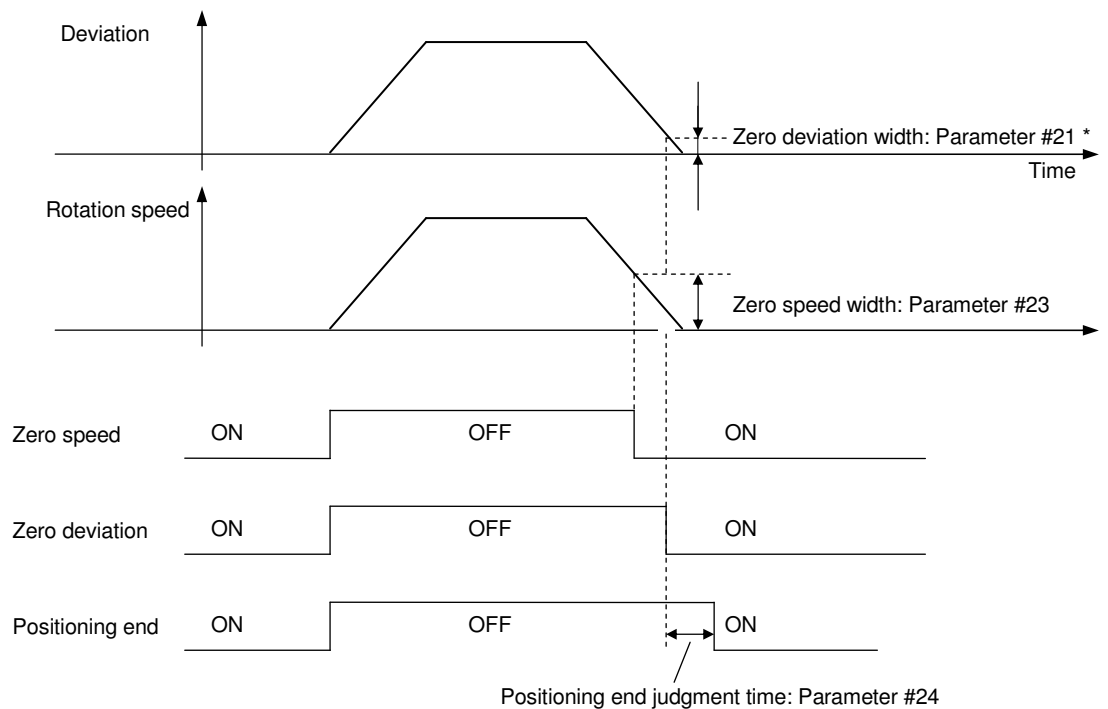 Deviation
Zero deviation width: Parameter #21 *
Time
Rotation speed
Zero speed width: Parameter #23
Zero speed ON OFF ON
Zero deviation ON OFF ON
Positioning end ON OFF ON
Positioning end judgment time: Parameter #24